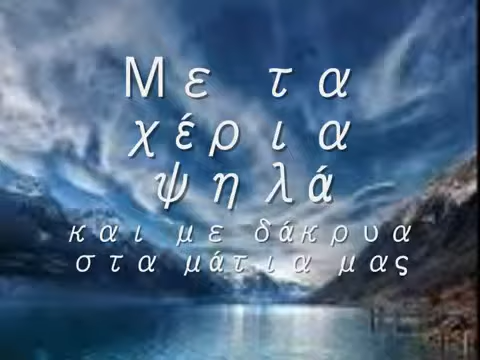 Με τα
χέρια
ψηλά
και με δάκρυα
στα μάτια μας